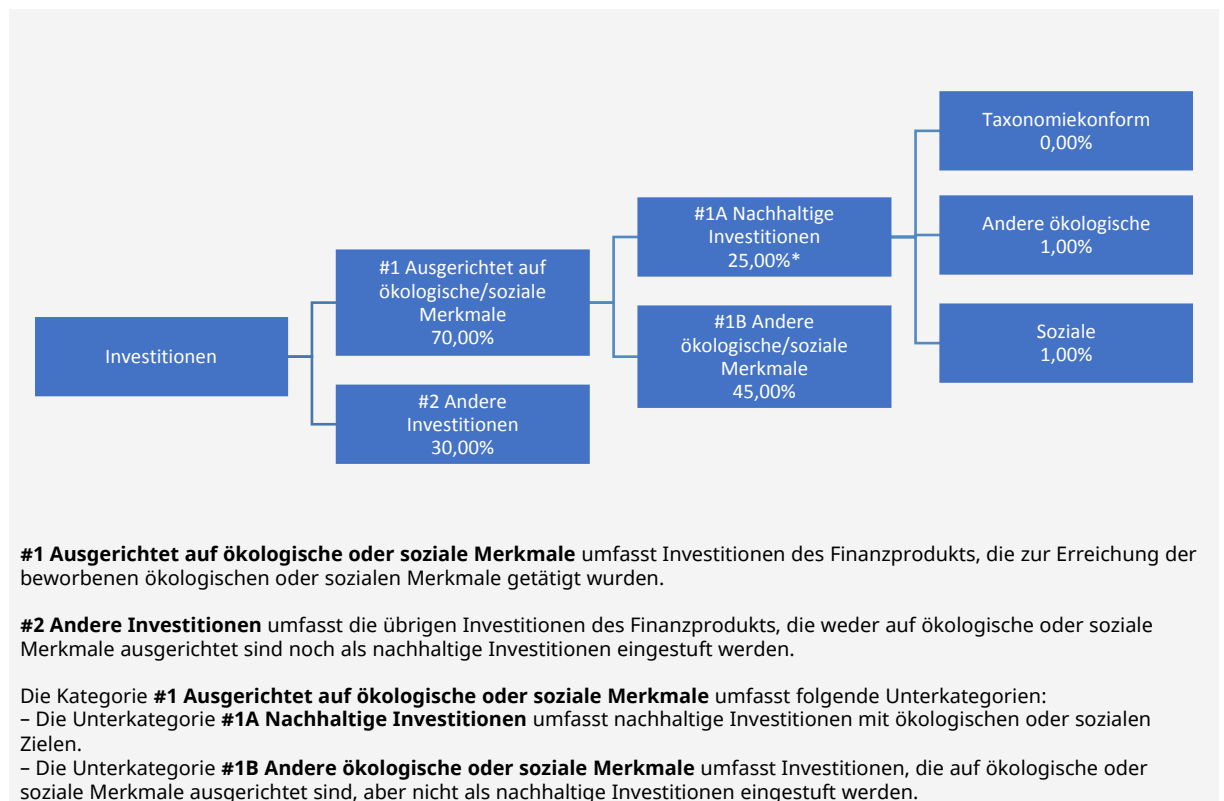 Investitionen
#1 Ausgerichtet auf
ökologische/soziale
Merkmale
70,00%
#2 Andere
Investitionen
30,00%
#1A Nachhaltige
Investitionen
25,00%*
#1B Andere
ökologische/soziale
Merkmale
45,00%
Taxonomiekonform
0,00%
Andere ökologische
1,00%
Soziale
1,00%
#1 Ausgerichtet auf ökologische oder soziale Merkmale umfasst Investitionen des Finanzprodukts, die zur Erreichung der
beworbenen ökologischen oder sozialen Merkmale getätigt wurden.
#2 Andere Investitionen umfasst die übrigen Investitionen des Finanzprodukts, die weder auf ökologische oder soziale
Merkmale ausgerichtet sind noch als nachhaltige Investitionen eingestuft werden.
Die Kategorie #1 Ausgerichtet auf ökologische oder soziale Merkmale umfasst folgende Unterkategorien:
– Die Unterkategorie #1A Nachhaltige Investitionen umfasst nachhaltige Investitionen mit ökologischen oder sozialen
Zielen.
– Die Unterkategorie #1B Andere ökologische oder soziale Merkmale umfasst Investitionen, die auf ökologische oder
soziale Merkmale ausgerichtet sind, aber nicht als nachhaltige Investitionen eingestuft werden.